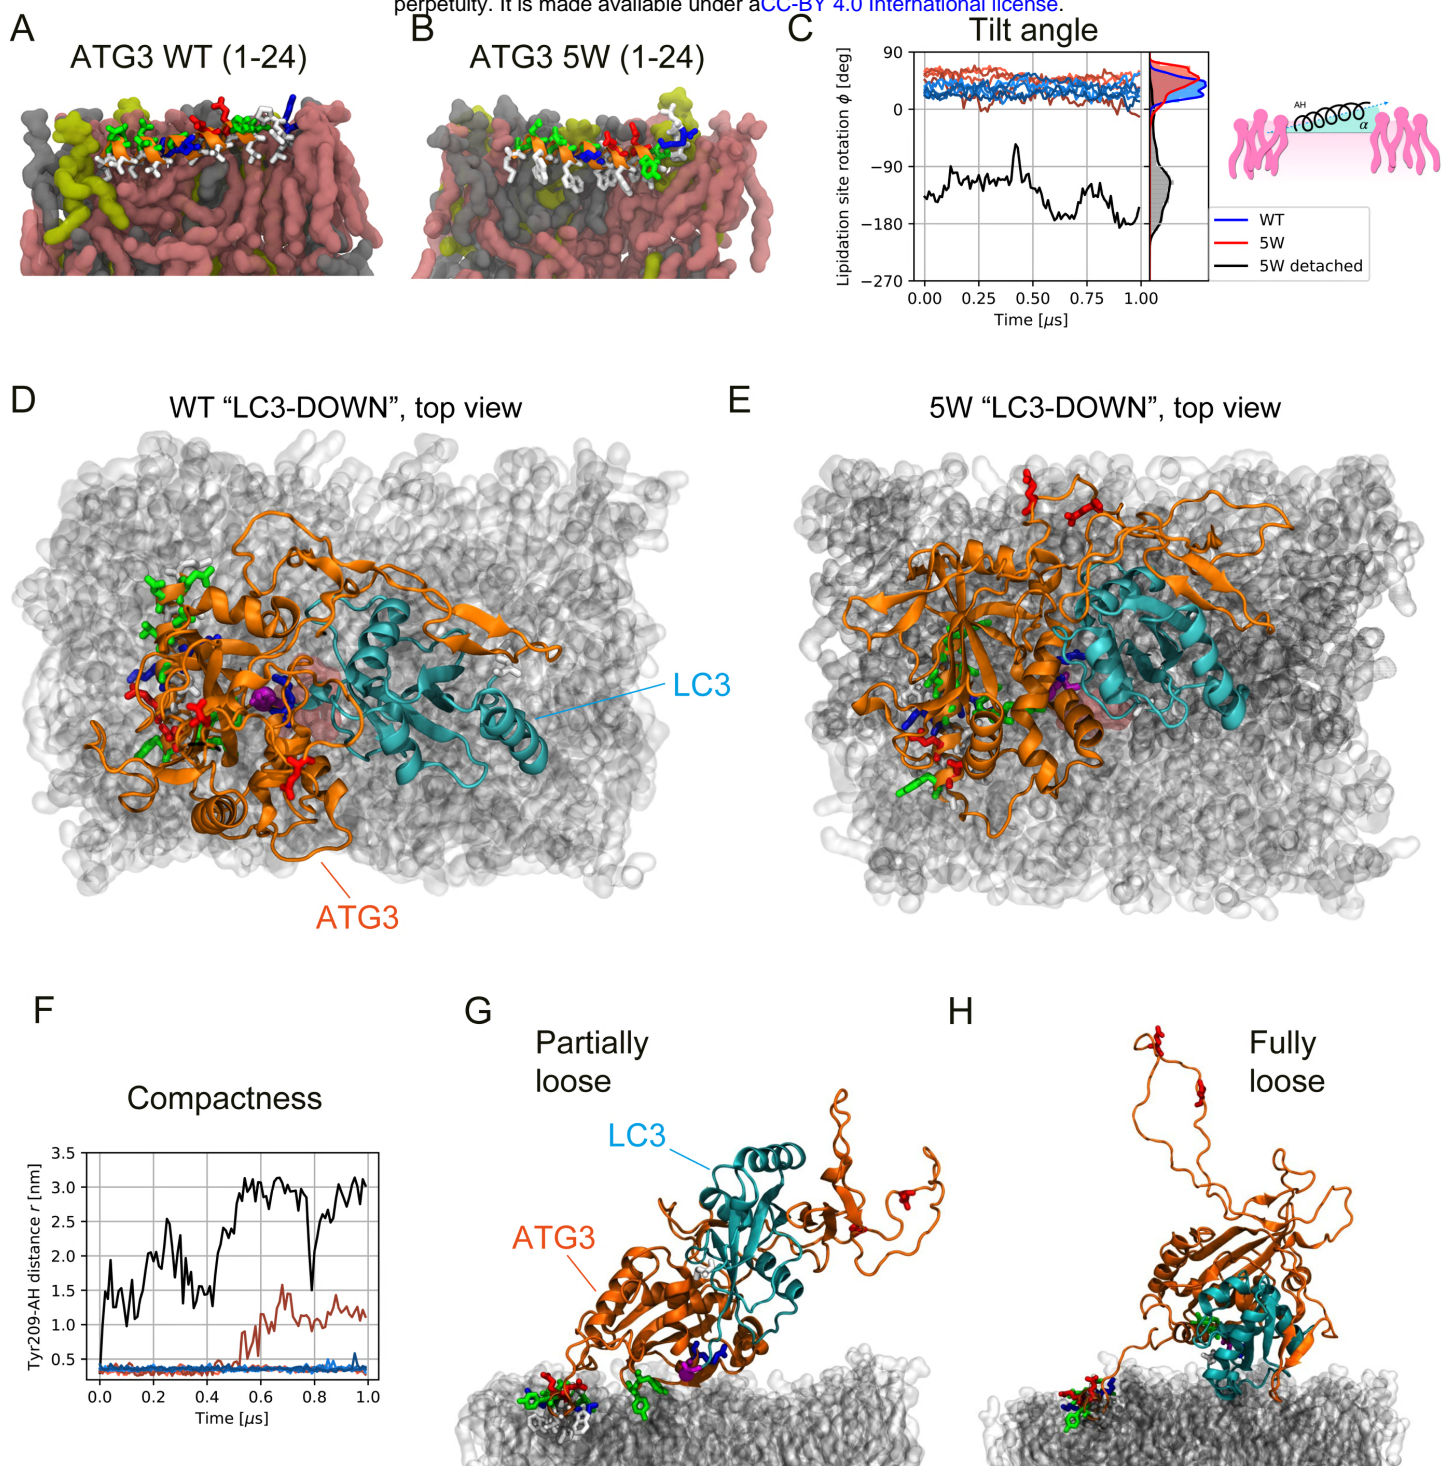 perpetuity. It is made available under aCC-BY 4.0 International license.
A
ATG3 WT (1-24)
B
ATG3 5W (1-24)
C
Tilt angle
Lipidation site rotation ϕ [deg]
90
0
−90
−180
−270
0.00 0.25 0.50 0.75 1.00
Time [μs]
AH
α
WT
5W
5W detached
D
WT “LC3-DOWN”, top view
LC3
ATG3
E
5W “LC3-DOWN”, top view
F
Compactness
Tyr209-AH distance r [nm]
3.5
3.0
2.5
2.0
1.5
1.0
0.5
0.0 0.2 0.4 0.6 0.8 1.0
Time [μs]
G
Partially
loose
LC3
ATG3
H
Fully
loose